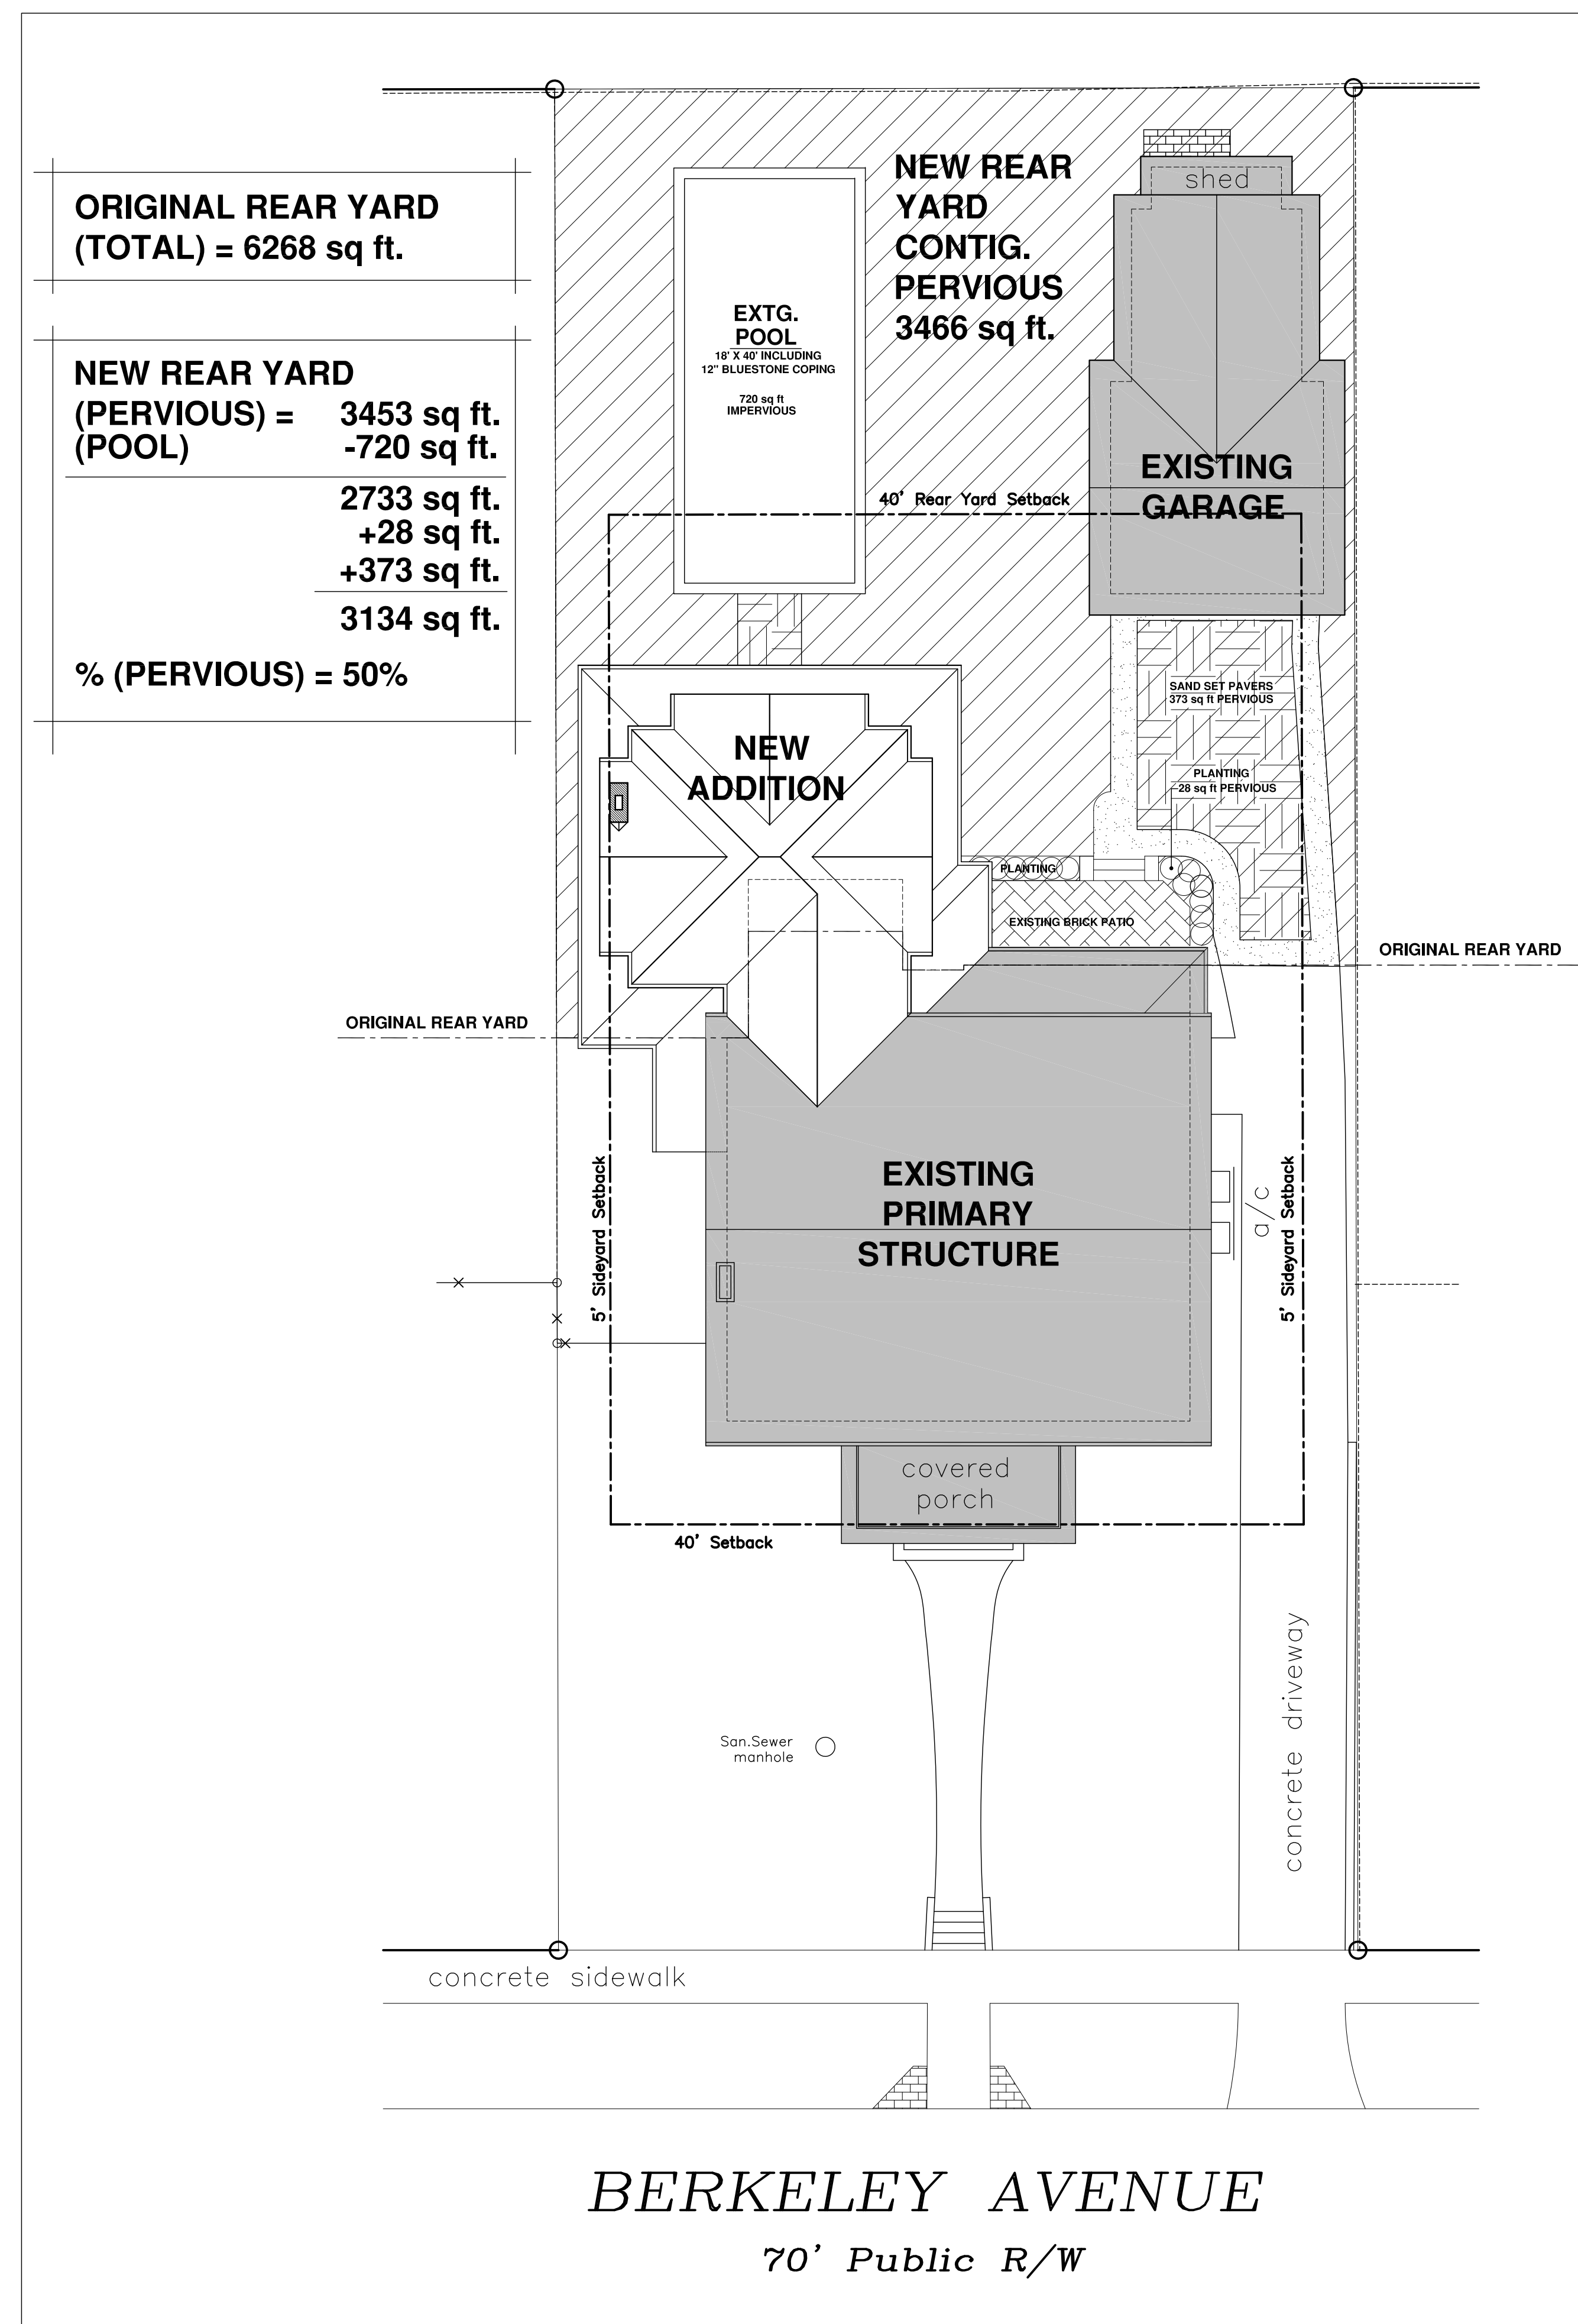 ORIGINAL REAR YARD
(TOTAL) = 6268 sq ft.
NEW REAR YARD
(PERVIOUS) = 3453 sq ft.
(POOL) -720 sq ft.
2733 sq ft.
+28 sq ft.
+373 sq ft.
3134 sq ft.
% (PERVIOUS) = 50%
NEW REAR
YARD
CONTIG.
PERVIOUS
3466 sq ft.
shed
EXTG.
POOL
18' X 40' INCLUDING
12" BLUESTONE COPING
720 sq ft
IMPERVIOUS
EXISTING
GARAGE
40' Rear Yard Setback
SAND SET PAVERS
373 sq ft PERVIOUS
PLANTING
28 sq ft PERVIOUS
NEW
ADDITION
PLANTING
EXISTING BRICK PATIO
ORIGINAL REAR YARD
ORIGINAL REAR YARD
EXISTING
PRIMARY
STRUCTURE
5' Sideyard Setback
a/c
5' Sideyard Setback
covered
porch
40' Setback
San.Sewer
manhole
concrete driveway
concrete sidewalk
BERKELEY AVENUE
70' Public R/W